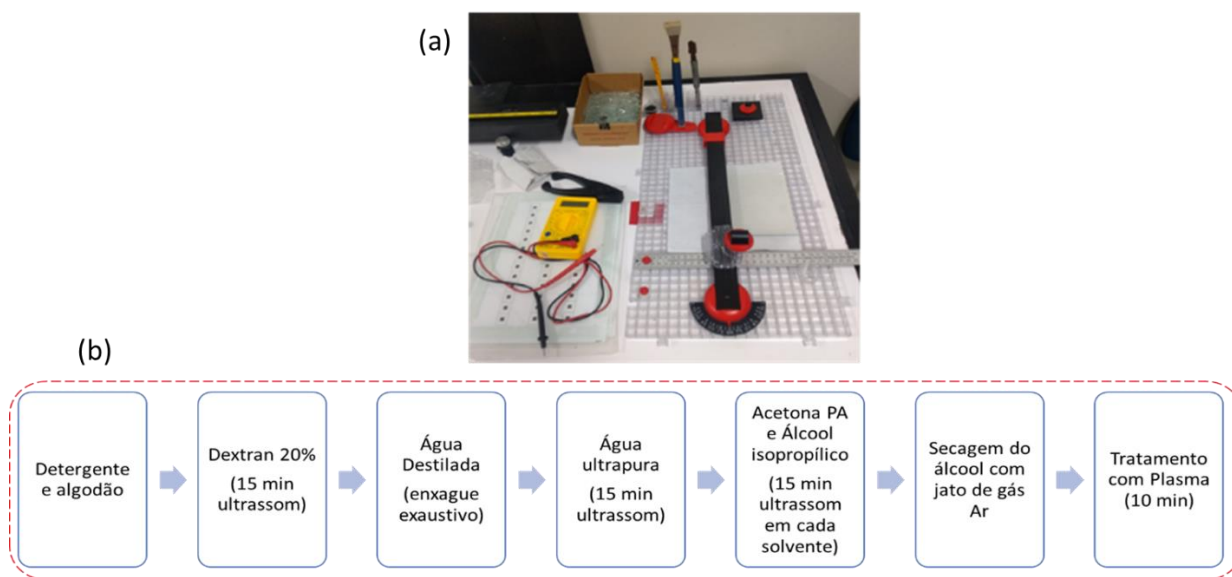 (a)
(b)
Detergente
e algodão
Dextran 20%
(15 min
ultrassom)
Água
Destilada
(enxague
exaustivo)
Água
ultrapura
(15 min
ultrassom)
Acetona PA
e Álcool
isopropílico
(15 min
ultrassom
em cada
solvente)
Secagem do
álcool com
jato de gás
Ar
Tratamento
com Plasma
(10 min)